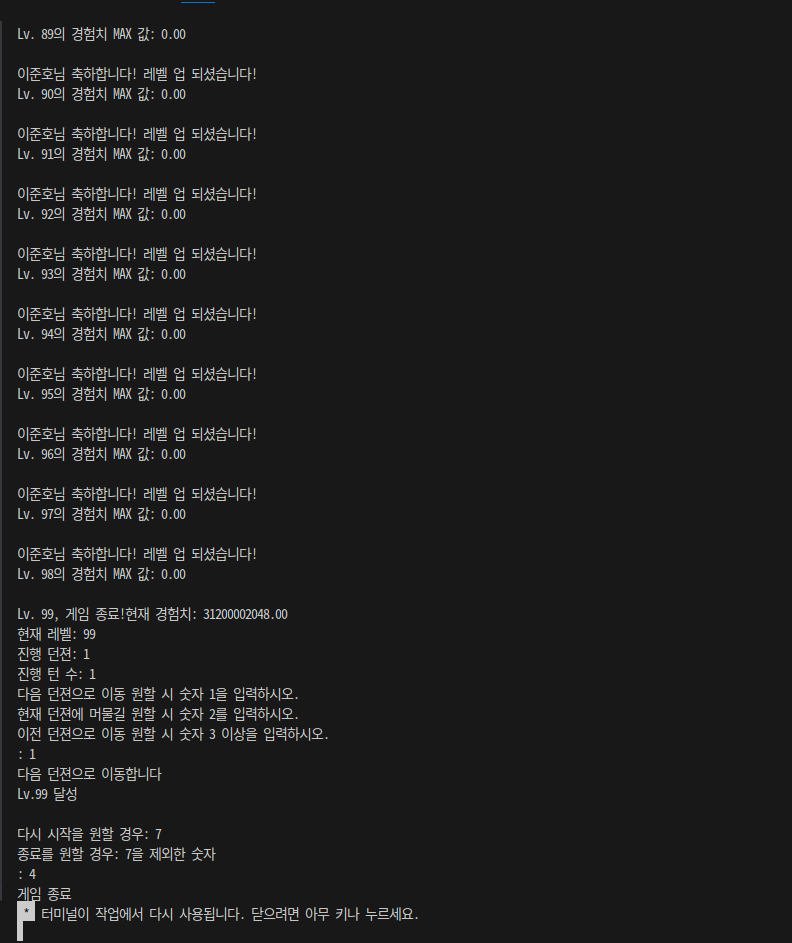 Lv. 89의 경험치 MAX 값: 0.00
이준호님 축하합니다! 레벨 업 되셨습니다!
Lv. 90의 경험치 MAX 값: 0.00
이준호님 축하합니다! 레벨 업 되셨습니다!
Lv. 91의 경험치 MAX 값: 0.00
이준호님 축하합니다! 레벨 업 되셨습니다!
Lv. 92의 경험치 MAX 값: 0.00
이준호님 축하합니다! 레벨 업 되셨습니다!
Lv. 93의 경험치 MAX 값: 0.00
이준호님 축하합니다! 레벨 업 되셨습니다!
Lv. 94의 경험치 MAX 값: 0.00
이준호님 축하합니다! 레벨 업 되셨습니다!
Lv. 95의 경험치 MAX 값: 0.00
이준호님 축하합니다! 레벨 업 되셨습니다!
Lv. 96의 경험치 MAX 값: 0.00
이준호님 축하합니다! 레벨 업 되셨습니다!
Lv. 97의 경험치 MAX 값: 0.00
이준호님 축하합니다! 레벨 업 되셨습니다!
Lv. 98의 경험치 MAX 값: 0.00
Lv. 99, 게임 종료!현재 경험치: 31200002048.00
현재 레벨: 99
진행 던젼: 1
진행 턴 수: 1
다음 던젼으로 이동 원할 시 숫자 1을 입력하시오.
현재 던젼에 머물길 원할 시 숫자 2를 입력하시오.
이전 던젼으로 이동 원할 시 숫자 3 이상을 입력하시오.
: 1
다음 던젼으로 이동합니다
Lv.99 달성
다시 시작을 원할 경우: 7
종료를 원할 경우: 7을 제외한 숫자
: 4
게임 종료
* 터미널이 작업에서 다시 사용됩니다. 닫으려면 아무 키나 누르세요.